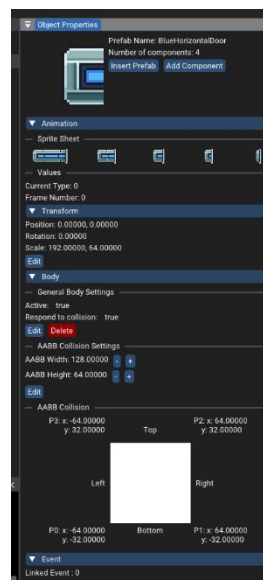 Object Properties
Prefab Name: BlueHorizontalDoor
Number of components: 4
Insert Prefab Add Component
Animation
Sprite Sheet
Values
Current Type: 0
Frame Number: 0
Transform
Position: 0.00000, 0.00000
Rotation: 0.00000
Scale: 192.00000, 64.00000
Edit
Body
General Body Settings
Active: true
Respond to collision: true
Edit Delete
AABB Collision Settings
AABB Width: 128.00000 - +
AABB Height: 64.00000 - +
Edit
AABB Collision
P3: x: -64.00000 P2: x: 64.00000
y: 32.00000 Top y: 32.00000
Left Right
P0: x: -64.00000 Bottom P1: x: 64.00000
y: -32.00000 y: -32.00000
Event
Linked Event : 0